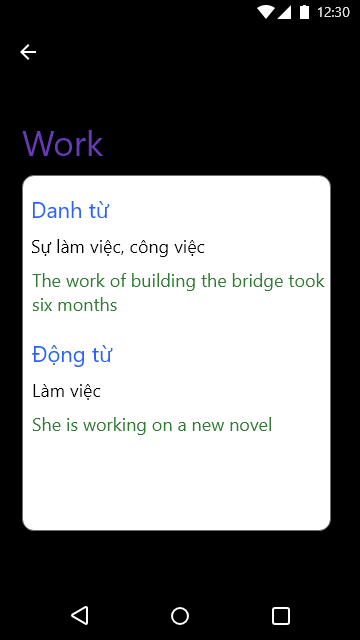 12:30
Work
Danh từ
Sự làm việc, công việc
The work of building the bridge took
six months
Động từ
Làm việc
She is working on a new novel